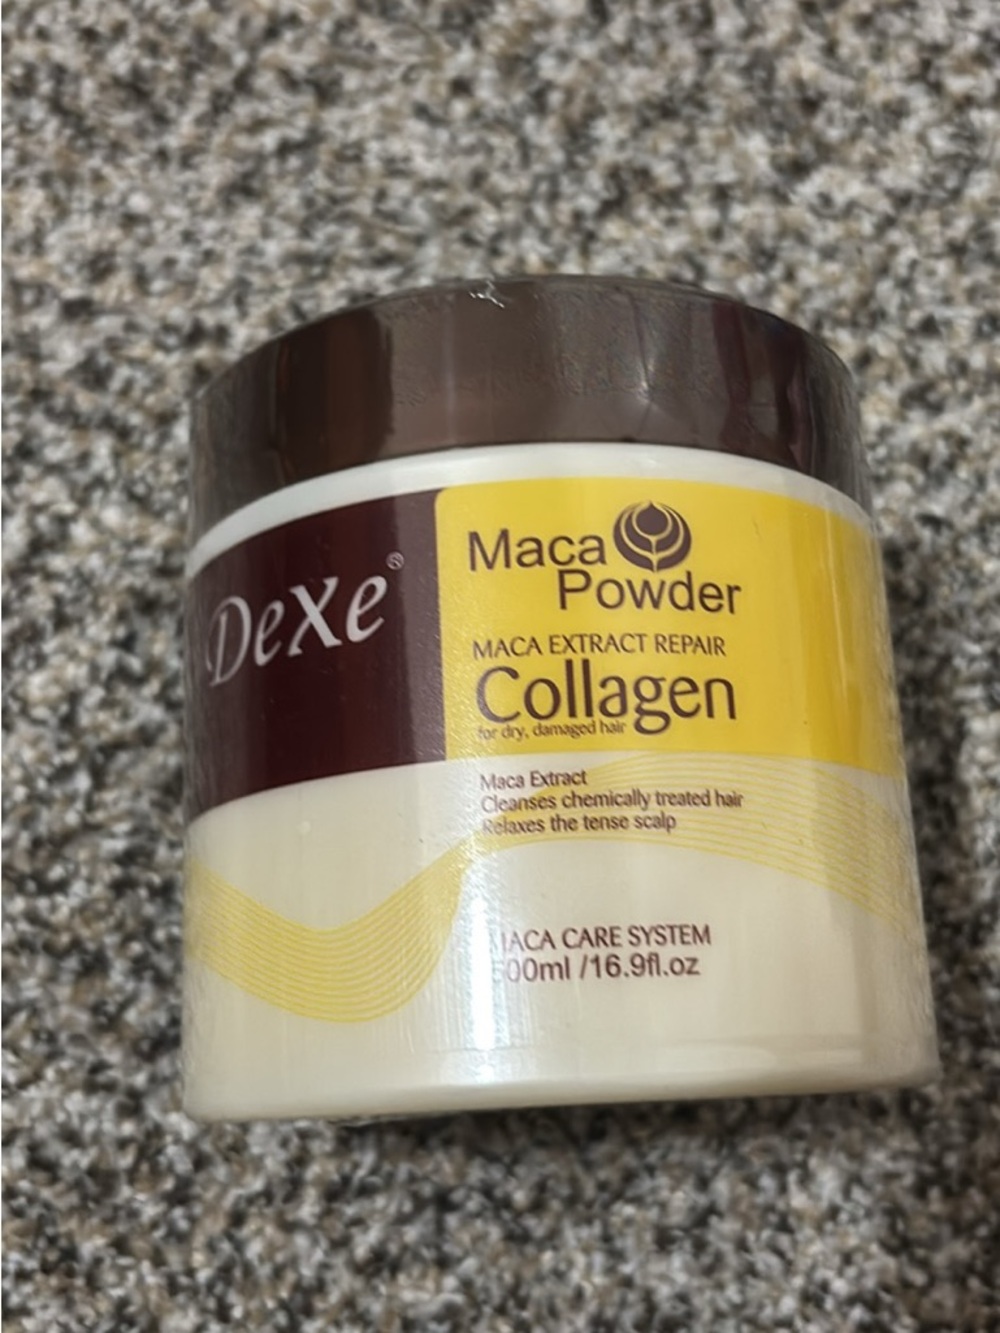 DeXe®
Maca
Powder
MACA EXTRACT REPAIR
Collagen
for dry, damaged hair
Maca Extract
Cleanses chemically treated hair
Relaxes the tense scalp
MACA CARE SYSTEM
500ml /16.9fl.oz